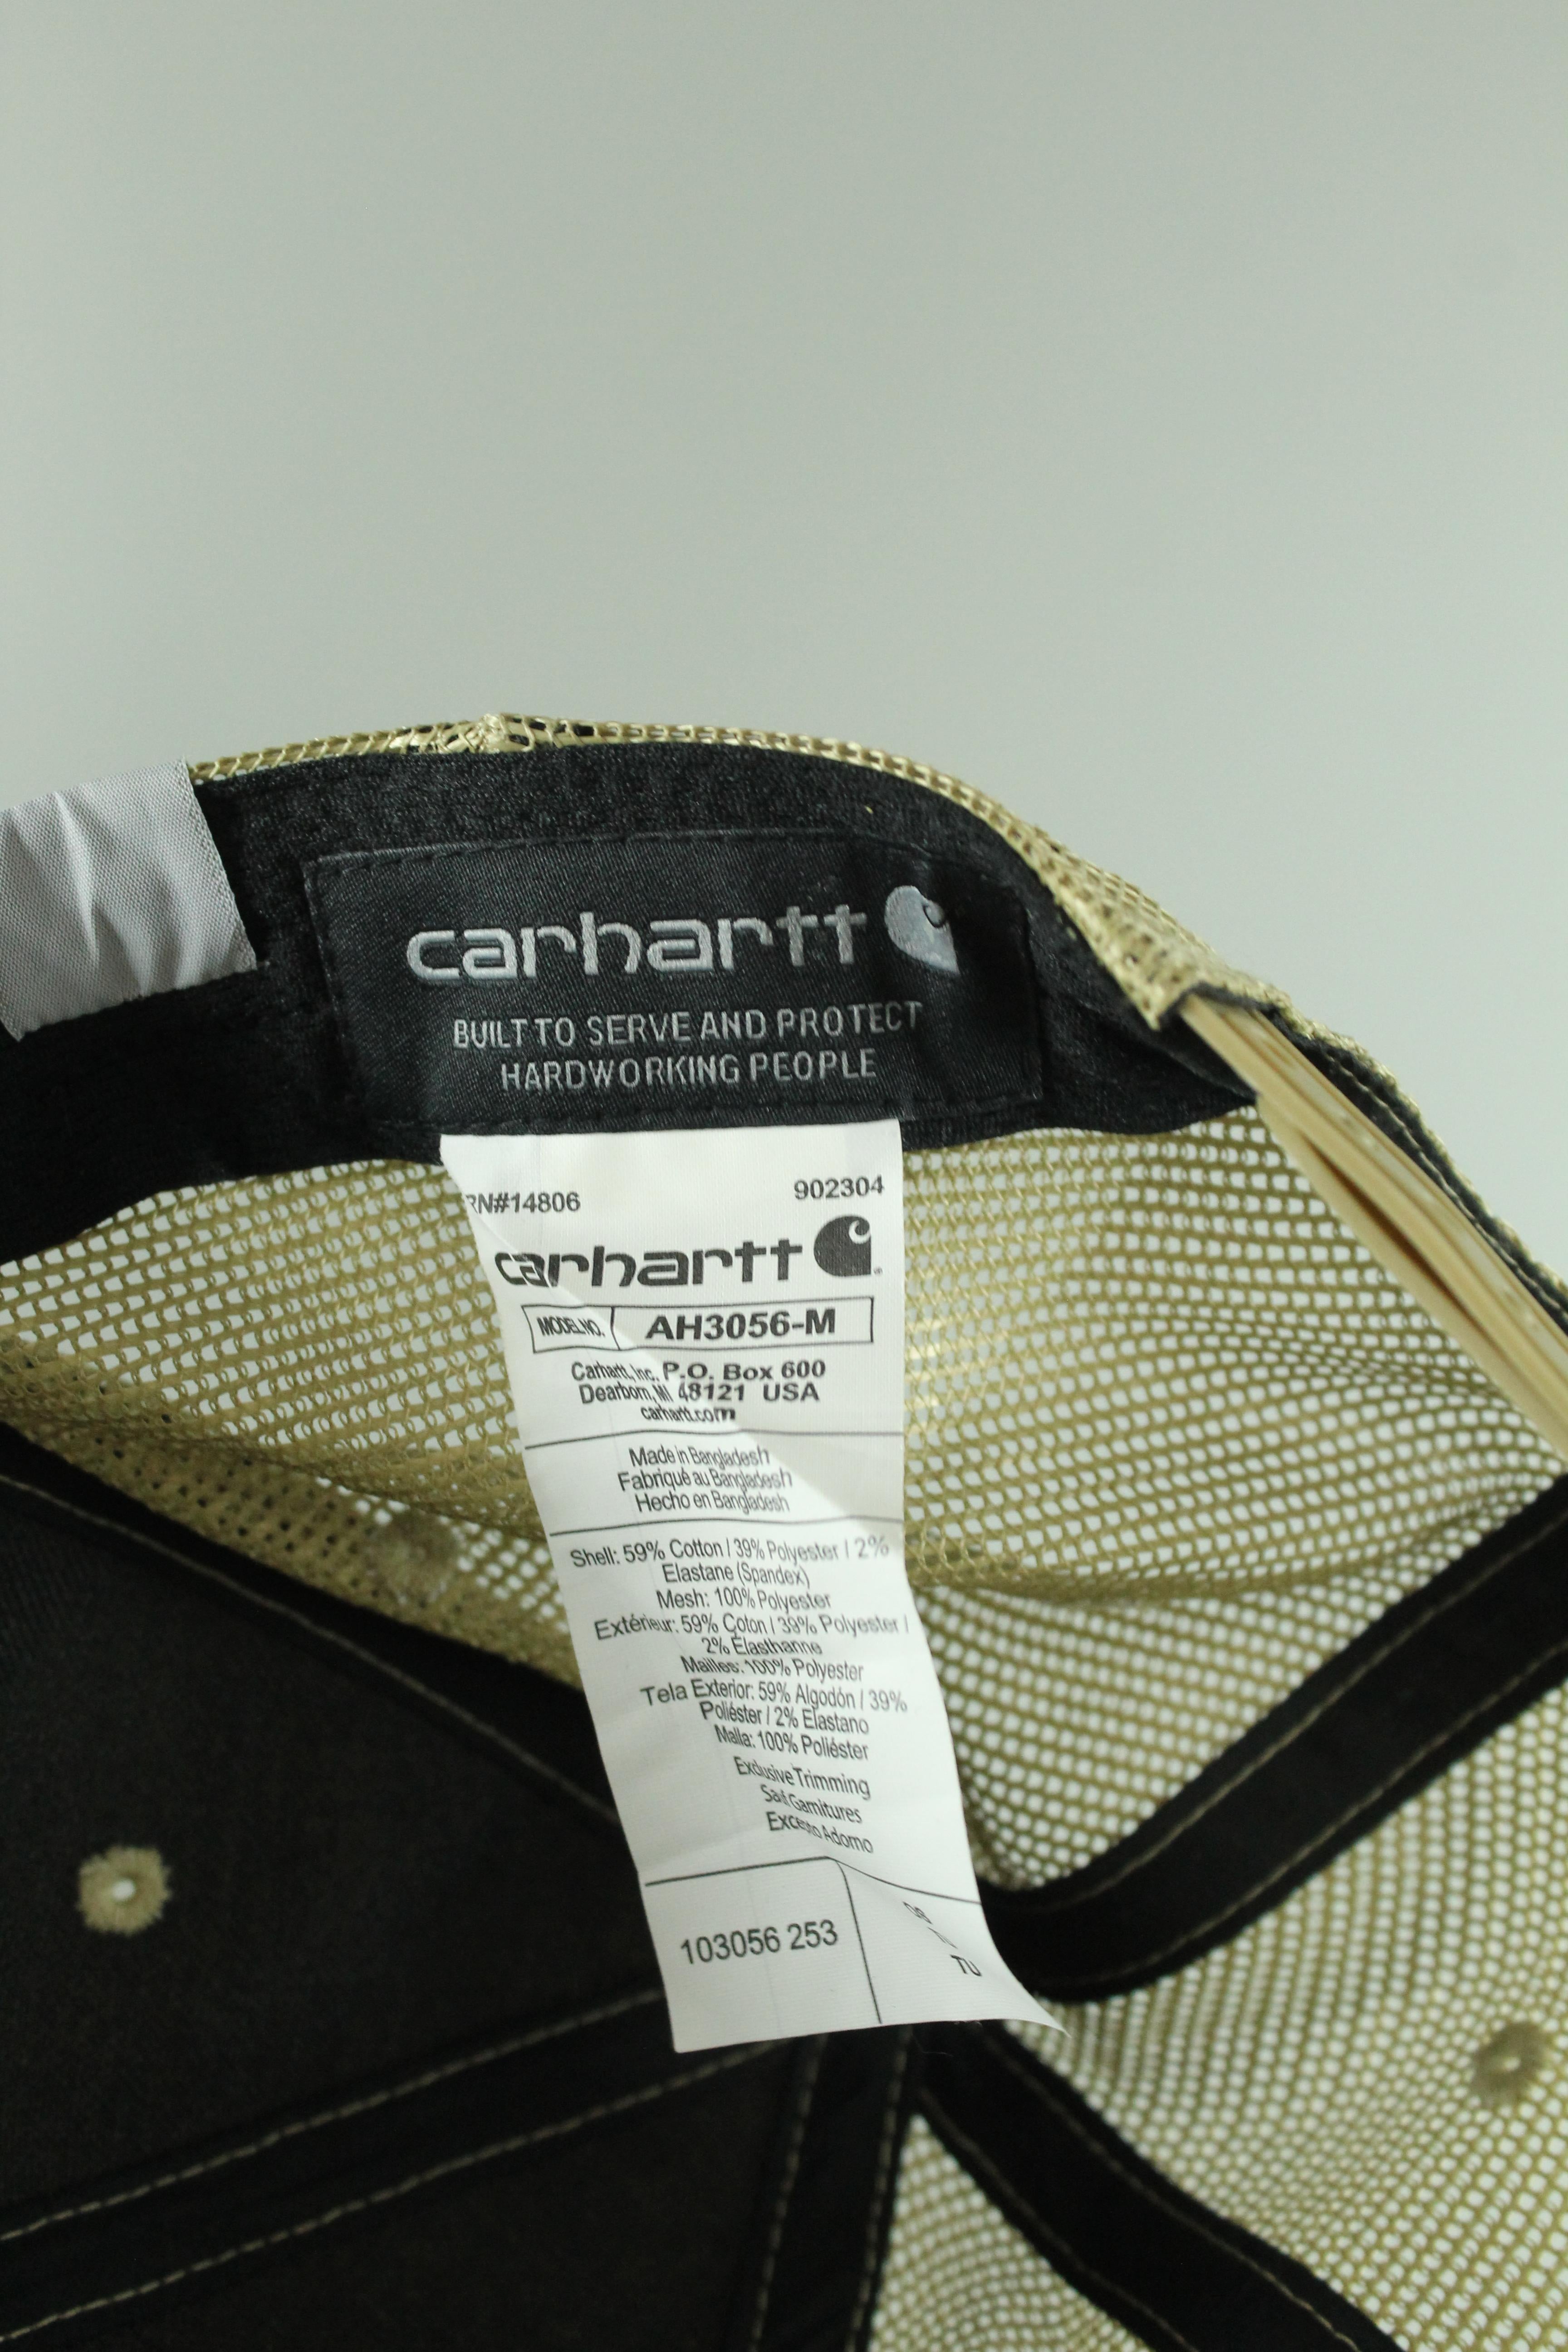 carhartt
BUILT TO SERVE AND PROTECT
HARDWORKING PEOPLE
RN#14806 902304
carhartt
MODEL NO. AH3056-M
Carhartt, Inc. P.O. Box 600
Dearborn, MI 48121 USA
carhartt.com
Made in Bangladesh
Fabriqué au Bangladesh
Hecho en Bangladesh
Shell: 59% Cotton / 39% Polyester / 2%
Elastane (Spandex)
Mesh: 100% Polyester
Extérieur: 59% Coton / 39% Polyester /
2% Élasthanne
Mailles: 100% Polyester
Tela Exterior: 59% Algodón / 39%
Poliéster / 2% Elastano
Malla: 100% Poliéster
Exclusive Trimming
Sauf Garnitures
Excepto Adorno
103056 253
TU